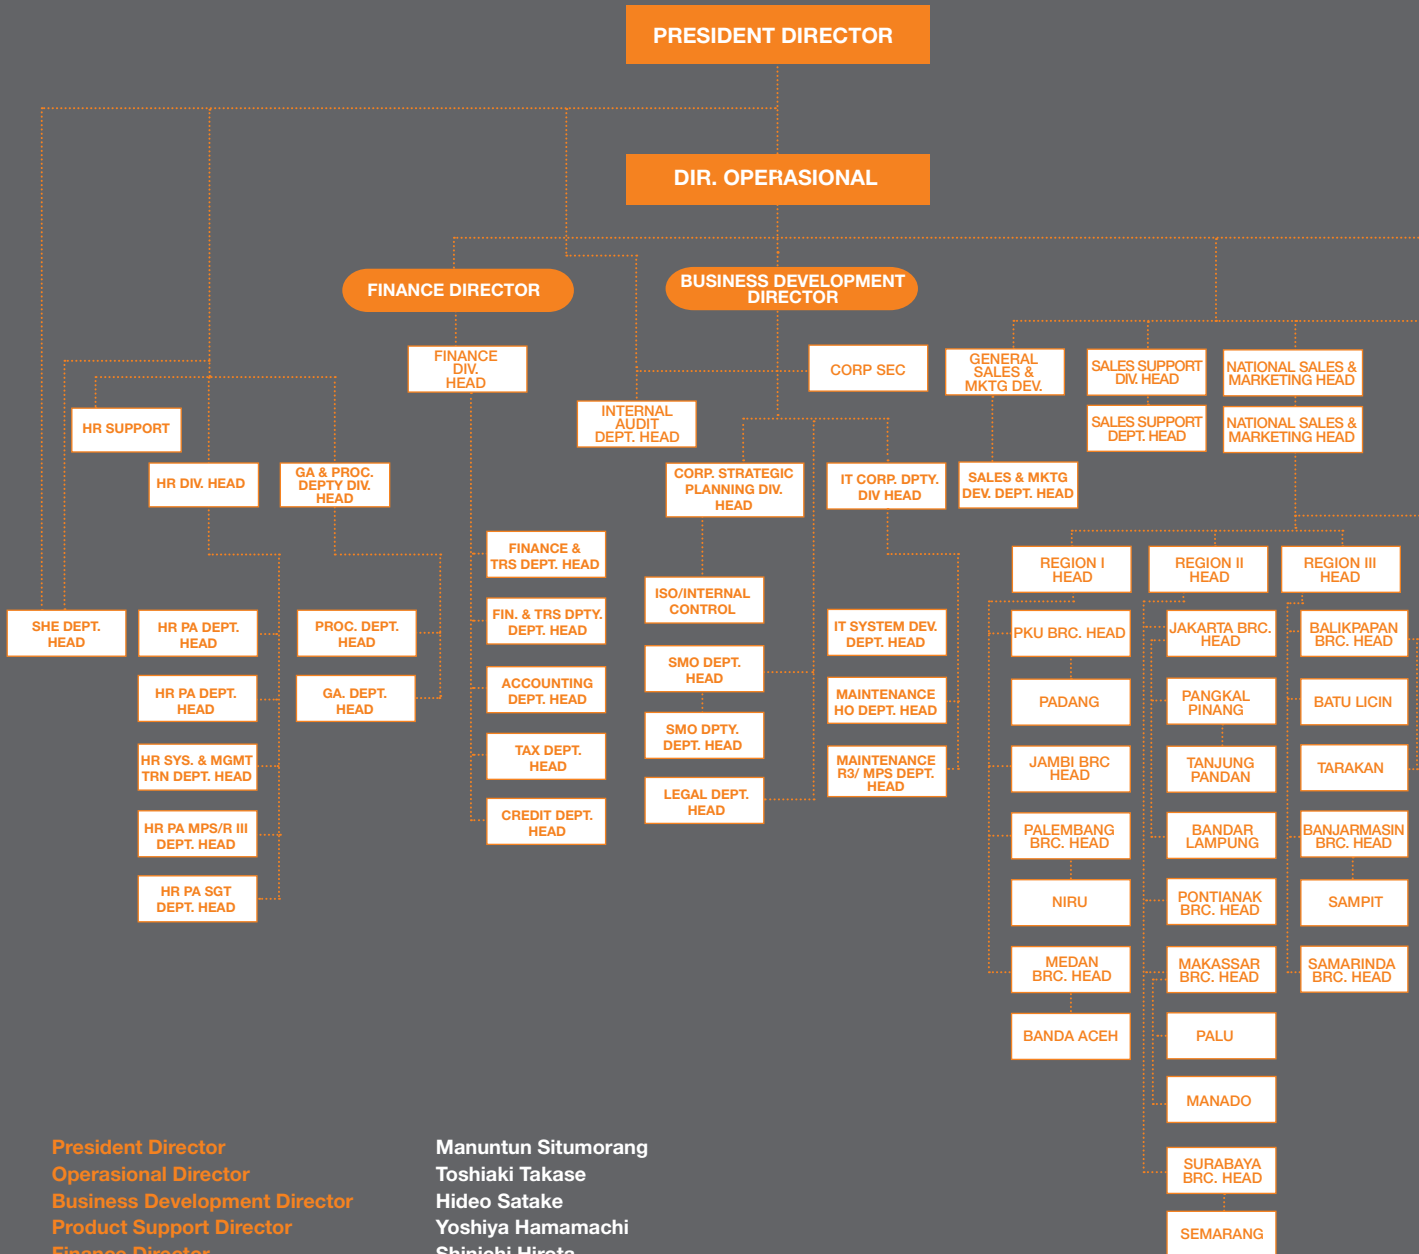 PRESIDENT DIRECTOR
DIR. OPERASIONAL
FINANCE DIRECTOR
BUSINESS DEVELOPMENT
DIRECTOR
FINANCE
DIV.
HEAD
CORP SEC
GENERAL
SALES &
MKTG DEV.
SALES SUPPORT
DIV. HEAD
NATIONAL SALES &
MARKETING HEAD
HR SUPPORT
INTERNAL
AUDIT
DEPT. HEAD
SALES SUPPORT
DEPT. HEAD
NATIONAL SALES &
MARKETING HEAD
HR DIV. HEAD
GA & PROC.
DEPTY DIV.
HEAD
CORP. STRATEGIC
PLANNING DIV.
HEAD
IT CORP. DPTY.
DIV HEAD
SALES & MKTG
DEV. DEPT. HEAD
FINANCE &
TRS DEPT. HEAD
REGION I
HEAD
REGION II
HEAD
REGION III
HEAD
ISO/INTERNAL
CONTROL
SHE DEPT.
HEAD
HR PA DEPT.
HEAD
PROC. DEPT.
HEAD
FIN. & TRS DPTY.
DEPT. HEAD
IT SYSTEM DEV.
DEPT. HEAD
PKU BRC. HEAD
JAKARTA BRC.
HEAD
BALIKPAPAN
BRC. HEAD
SMO DEPT.
HEAD
HR PA DEPT.
HEAD
GA. DEPT.
HEAD
ACCOUNTING
DEPT. HEAD
MAINTENANCE
HO DEPT. HEAD
PADANG
PANGKAL
PINANG
BATU LICIN
SMO DPTY.
DEPT. HEAD
HR SYS. & MGMT
TRN DEPT. HEAD
TAX DEPT.
HEAD
MAINTENANCE
R3/ MPS DEPT.
HEAD
JAMBI BRC
HEAD
TANJUNG
PANDAN
TARAKAN
LEGAL DEPT.
HEAD
HR PA MPS/R III
DEPT. HEAD
CREDIT DEPT.
HEAD
PALEMBANG
BRC. HEAD
BANDAR
LAMPUNG
BANJARMASIN
BRC. HEAD
HR PA SGT
DEPT. HEAD
NIRU
PONTIANAK
BRC. HEAD
SAMPIT
MEDAN
BRC. HEAD
MAKASSAR
BRC. HEAD
SAMARINDA
BRC. HEAD
BANDA ACEH
PALU
MANADO
SURABAYA
BRC. HEAD
SEMARANG
President Director Manuntun Situmorang
Operasional Director Toshiaki Takase
Business Development Director Hideo Satake
Product Support Director Yoshiya Hamamachi
Finance Director Shinichi Hirota